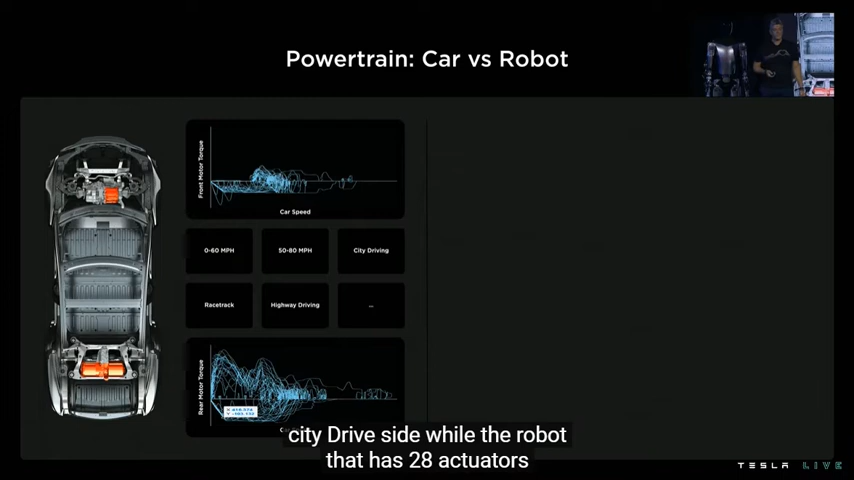 Powertrain: Car vs Robot
Front Motor Torque
Car Speed
0-60 MPH
50-80 MPH
City Driving
Racetrack
Highway Driving
...
Rear Motor Torque
city Drive side while the robot
that has 28 actuators
TESLA LIVE